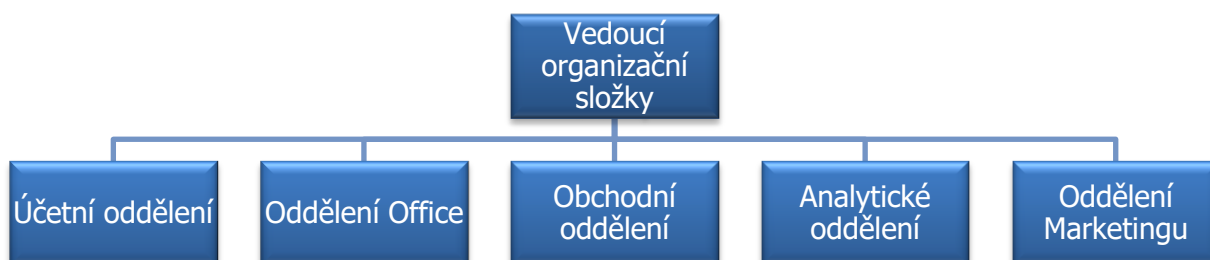 Vedoucí
organizační
složky
Účetní oddělení
Oddělení Office
Obchodní
oddělení
Analytické
oddělení
Oddělení
Marketingu